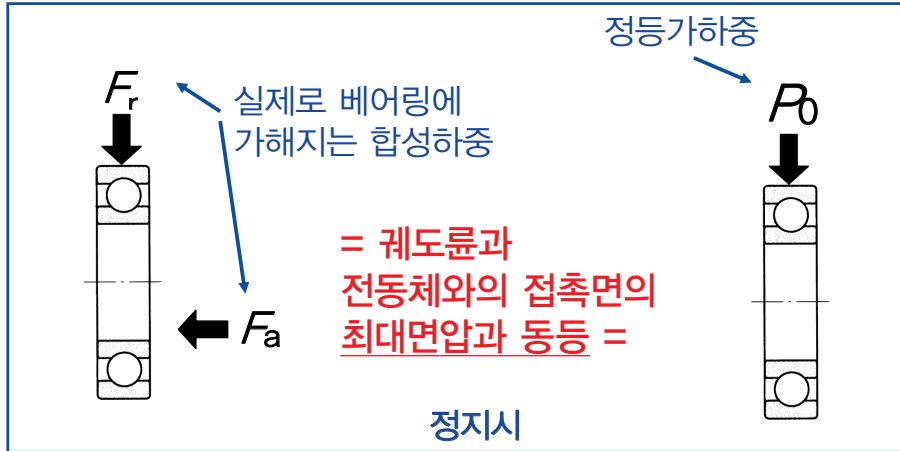 정등가하중
Fr
실제로 베어링에
가해지는 합성하중
P0
= 궤도륜과
전동체와의 접촉면의
최대면압과 동등 =
Fa
정지시